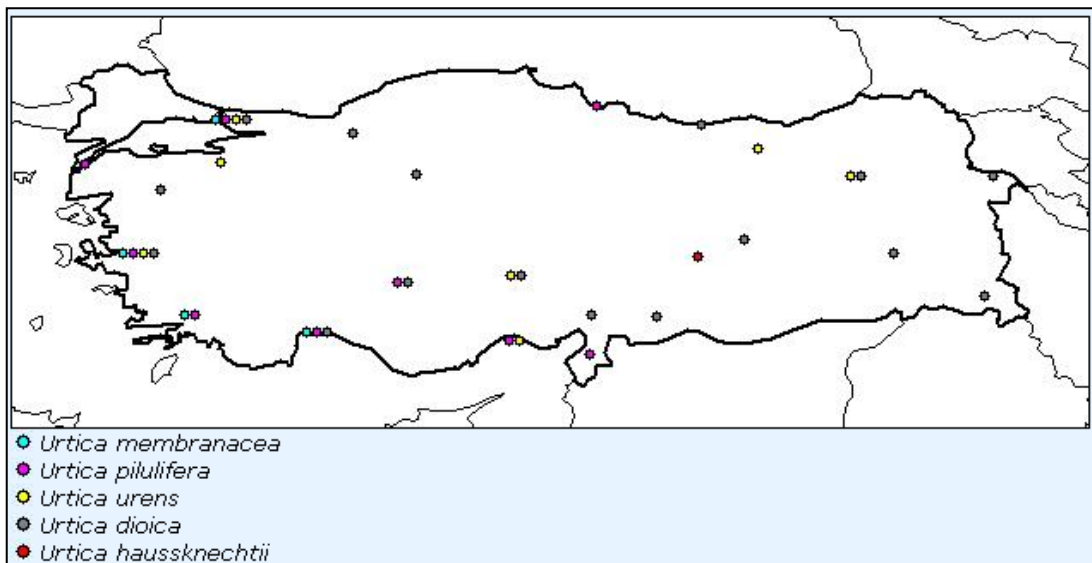 Urtica membranacea
Urtica pilulifera
Urtica urens
Urtica dioica
Urtica haussknechtii